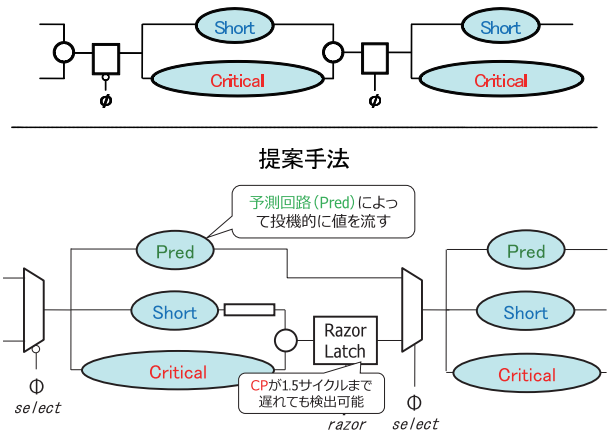 Short
Critical
Short
Critical
ø
ø
提案手法
予測回路(Pred)によっ
て投機的に値を流す
Pred
Short
Critical
Razor
Latch
CPが1.5サイクルまで
遅れても検出可能
Pred
Short
Critical
Φ
select
razor
Φ
select